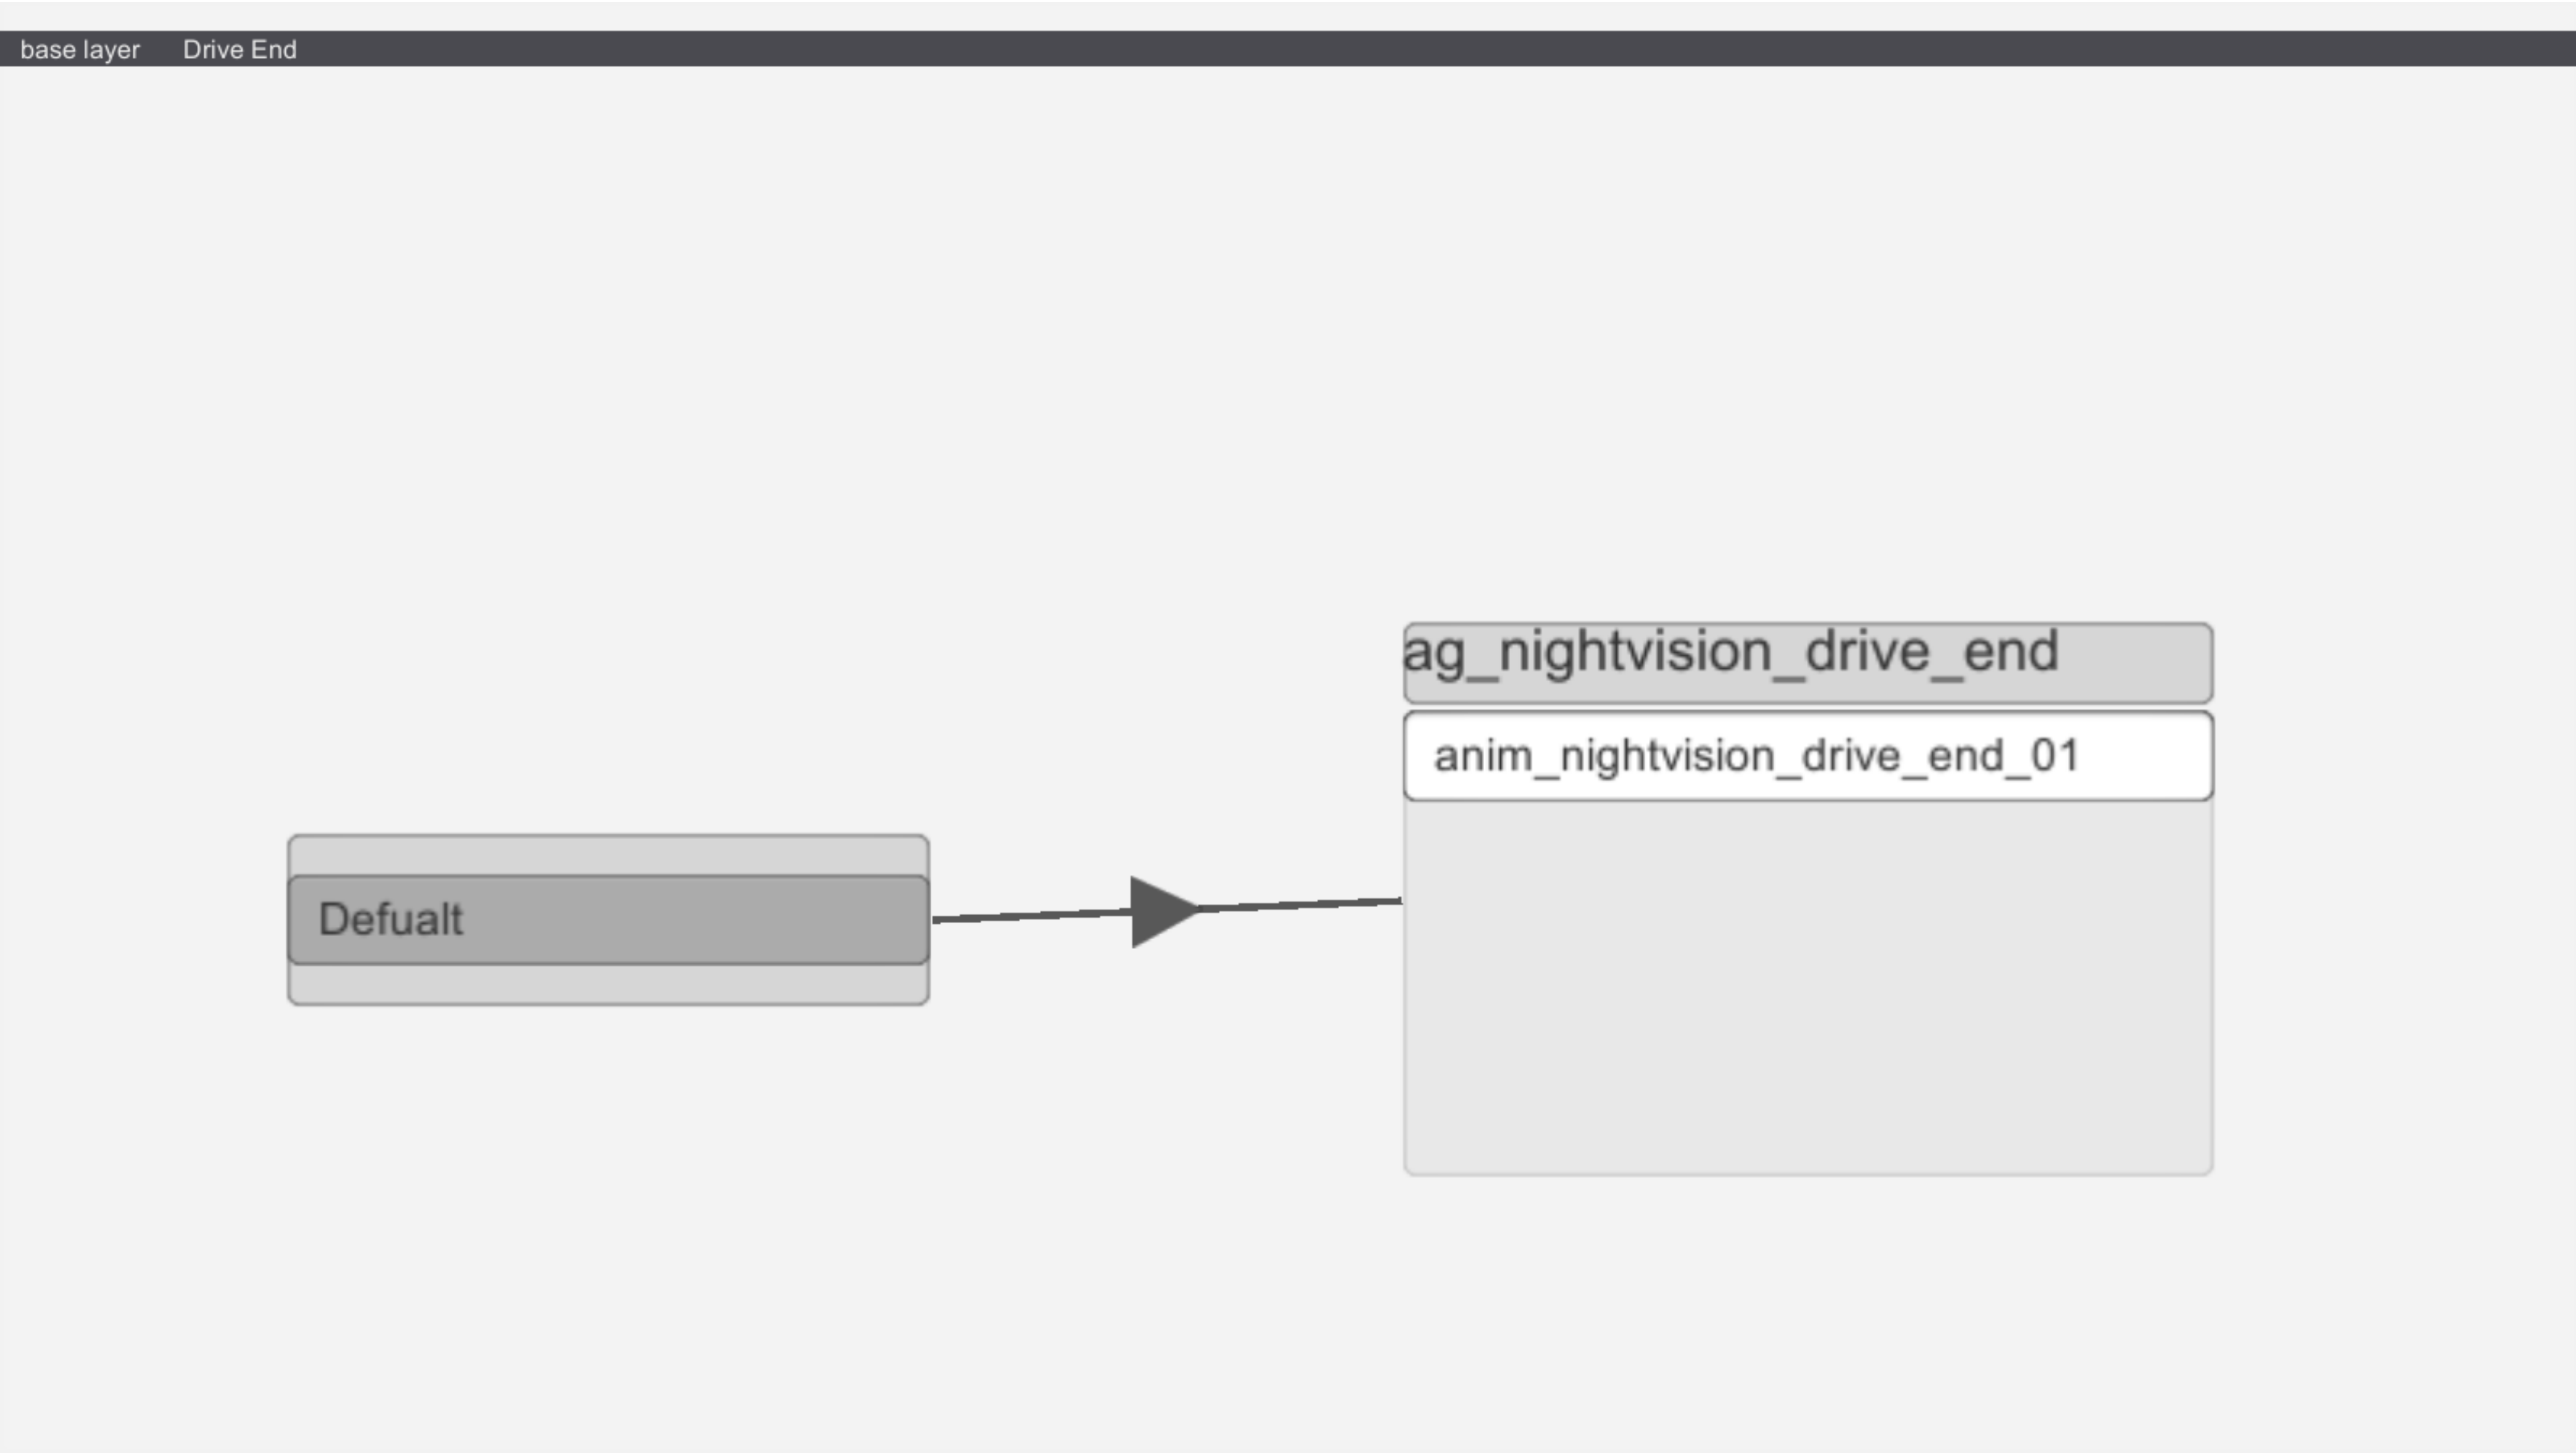 base layer Drive End
ag_nightvision_drive_end
anim_nightvision_drive_end_01
Defualt